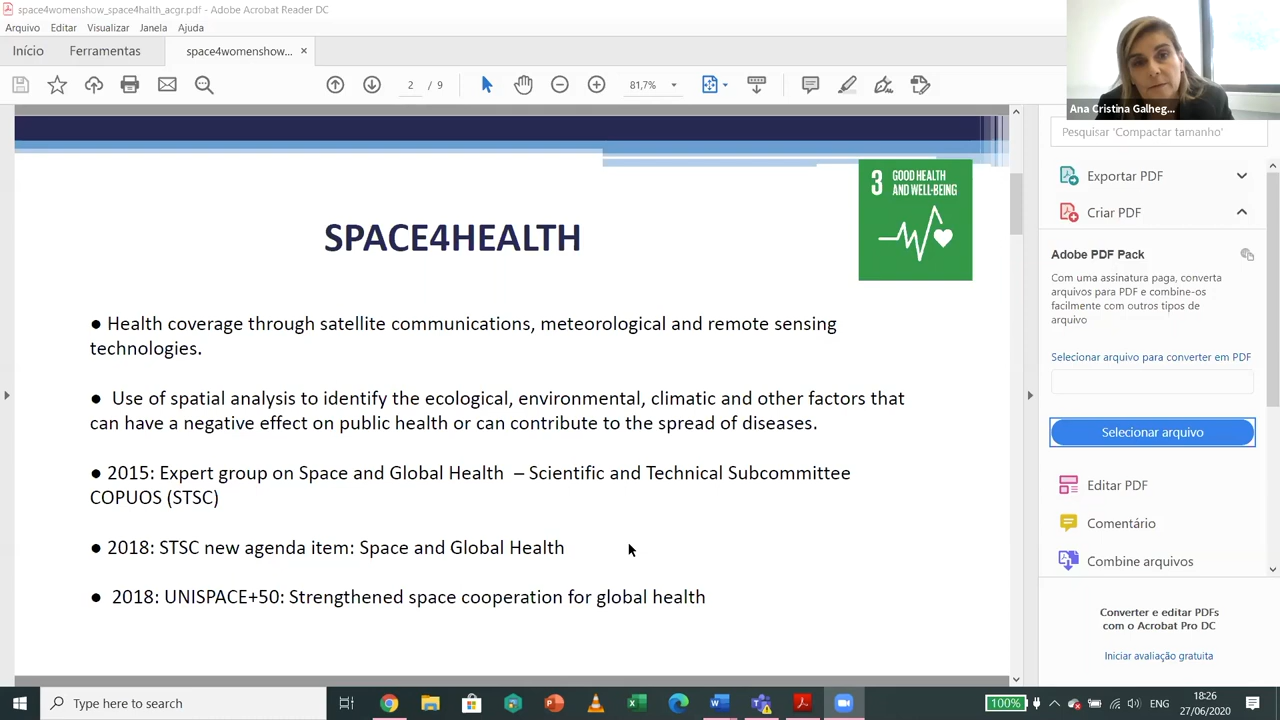 space4womenshow_space4halth_acgr.pdf - Adobe Acrobat Reader DC
Arquivo Editar Visualizar Janela Ajuda
Início Ferramentas space4womenshow... ×
2 / 9 81,7%
Ana Cristina Galheg...
Pesquisar 'Compactar tamanho'
3 GOOD HEALTH
AND WELL-BEING
SPACE4HEALTH
● Health coverage through satellite communications, meteorological and remote sensing
technologies.
● Use of spatial analysis to identify the ecological, environmental, climatic and other factors that
can have a negative effect on public health or can contribute to the spread of diseases.
● 2015: Expert group on Space and Global Health – Scientific and Technical Subcommittee
COPUOS (STSC)
● 2018: STSC new agenda item: Space and Global Health
● 2018: UNISPACE+50: Strengthened space cooperation for global health
Exportar PDF
Criar PDF
Adobe PDF Pack
Com uma assinatura paga, converta
arquivos para PDF e combine-os
facilmente com outros tipos de
arquivo
Selecionar arquivo para converter em PDF
Selecionar arquivo
Editar PDF
Comentário
Combine arquivos
Converter e editar PDFs
com o Acrobat Pro DC
Iniciar avaliação gratuita
Type here to search
100%
ENG
18:26
27/06/2020